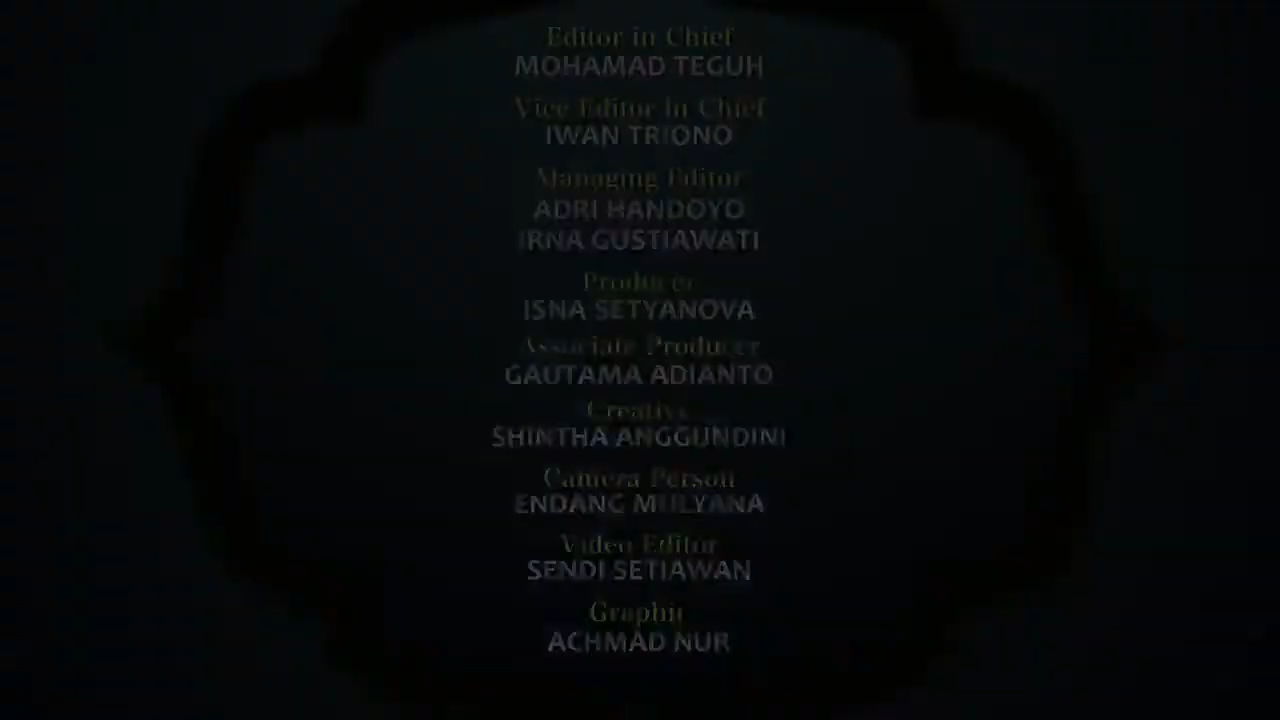 Editor in Chief
MOHAMAD TEGUH
Vice Editor in Chief
IWAN TRIONO
Managing Editor
ADRI HANDOYO
IRNA GUSTIAWATI
Producer
ISNA SETYANOVA
Associate Producer
GAUTAMA ADIANTO
Creative
SHINTHA ANGGUNDINI
Camera Person
ENDANG MULYANA
Video Editor
SENDI SETIAWAN
Graphic
ACHMAD NUR